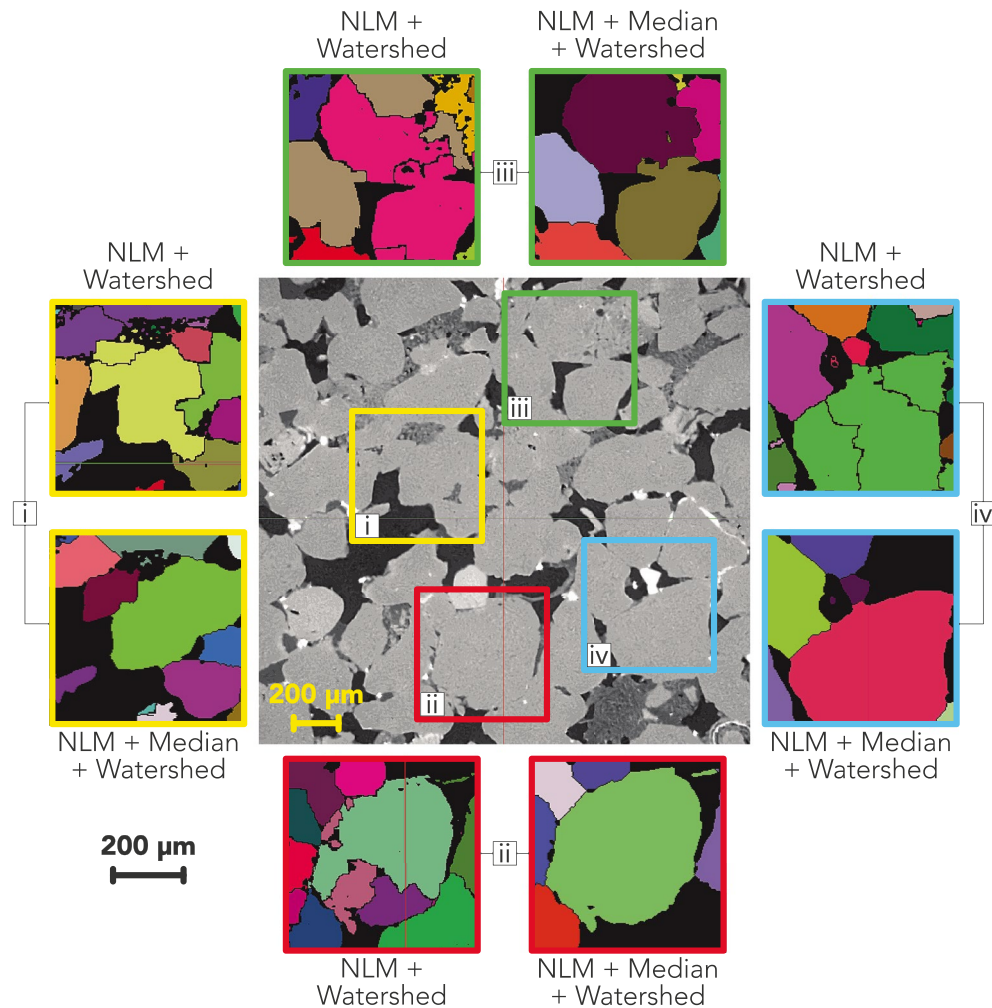 NLM +
Watershed
NLM + Median
+ Watershed
iii
NLM +
Watershed
NLM +
Watershed
iii
i
i
iv
iv
ii
200 µm
NLM + Median
+ Watershed
NLM + Median
+ Watershed
200 µm
ii
NLM +
Watershed
NLM + Median
+ Watershed